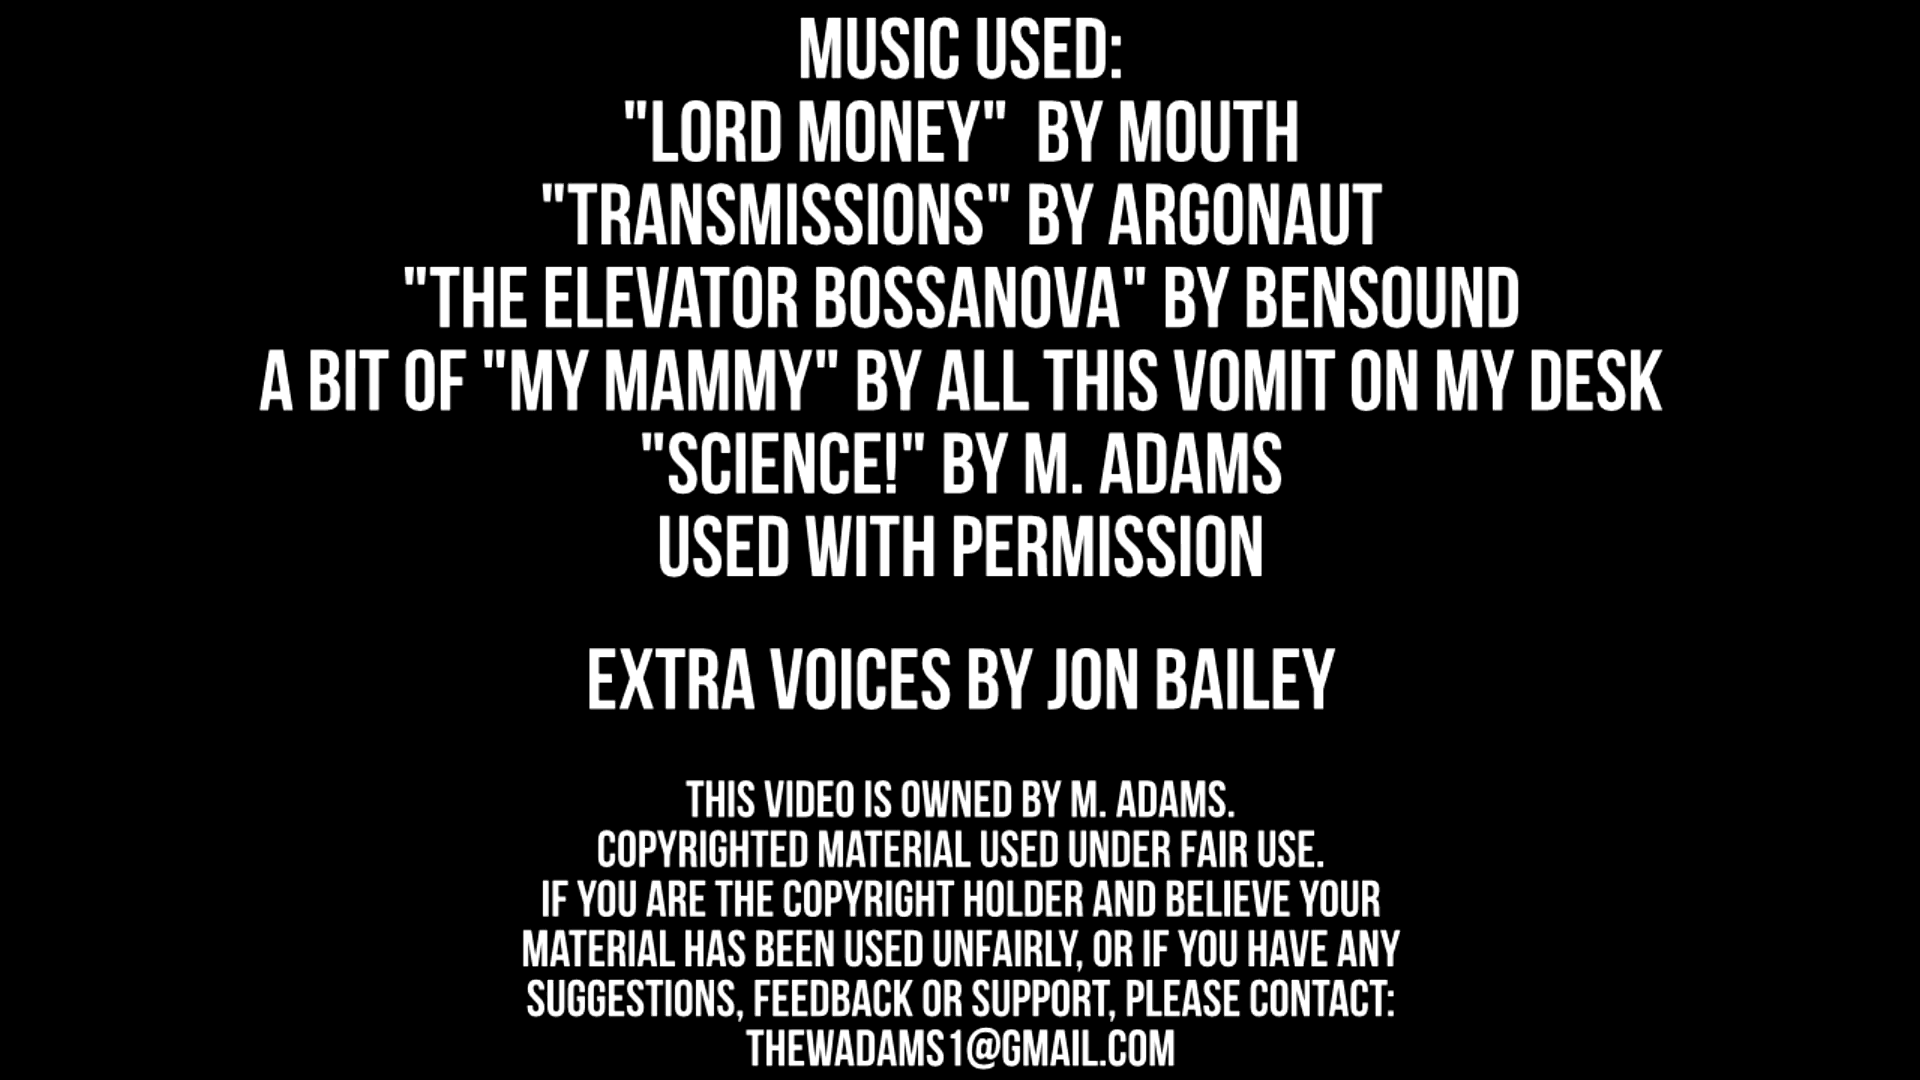 MUSIC USED:
"LORD MONEY"  BY MOUTH
"TRANSMISSIONS" BY ARGONAUT
"THE ELEVATOR BOSSANOVA" BY BENSOUND
A BIT OF "MY MAMMY" BY ALL THIS VOMIT ON MY DESK
"SCIENCE!" BY M. ADAMS
USED WITH PERMISSION
EXTRA VOICES BY JON BAILEY
THIS VIDEO IS OWNED BY M. ADAMS.
COPYRIGHTED MATERIAL USED UNDER FAIR USE.
IF YOU ARE THE COPYRIGHT HOLDER AND BELIEVE YOUR
MATERIAL HAS BEEN USED UNFAIRLY, OR IF YOU HAVE ANY
SUGGESTIONS, FEEDBACK OR SUPPORT, PLEASE CONTACT:
THEWADAMS1@GMAIL.COM